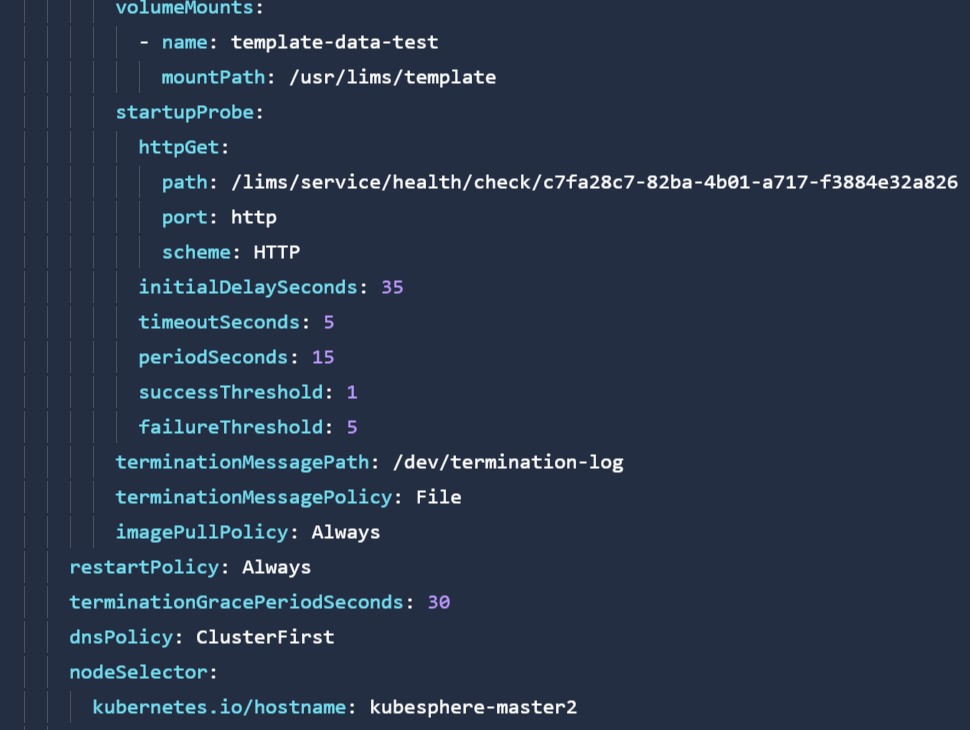 volumeMounts:
- name: template-data-test
mountPath: /usr/lims/template
startupProbe:
httpGet:
path: /lims/service/health/check/c7fa28c7-82ba-4b01-a717-f3884e32a826
port: http
scheme: HTTP
initialDelaySeconds: 35
timeoutSeconds: 5
periodSeconds: 15
successThreshold: 1
failureThreshold: 5
terminationMessagePath: /dev/termination-log
terminationMessagePolicy: File
imagePullPolicy: Always
restartPolicy: Always
terminationGracePeriodSeconds: 30
dnsPolicy: ClusterFirst
nodeSelector:
kubernetes.io/hostname: kubesphere-master2